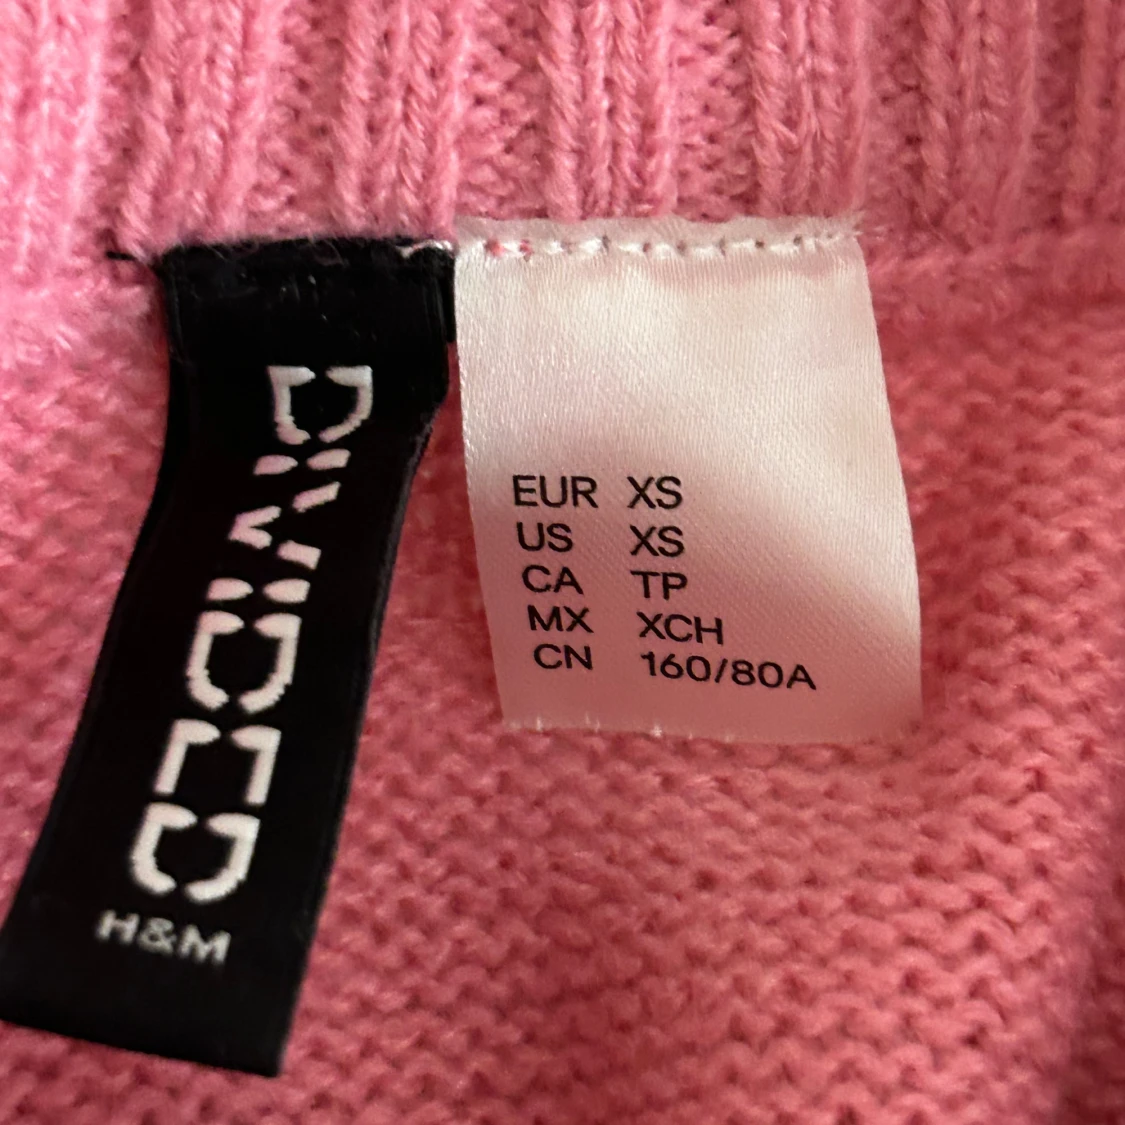 DIVIDED
H&M
EUR XS
US XS
CA TP
MX XCH
CN 160/80A